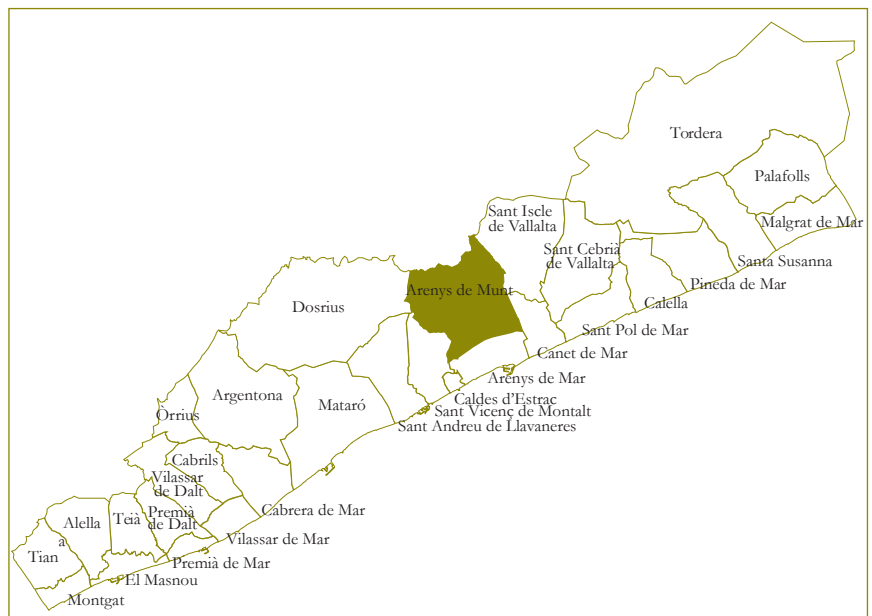 Tordera
Palafolls
Malgrat de Mar
Sant Iscle
de Vallalta
Sant Cebrià
de Vallalta
Santa Susanna
Pineda de Mar
Arenys de Munt
Calella
Dosrius
Sant Pol de Mar
Canet de Mar
Arenys de Mar
Argentona
Caldes d'Estrac
Mataró
Òrrius
Sant Vicenç de Montalt
Sant Andreu de Llavaneres
Cabrils
Vilassar
de Dalt
Cabrera de Mar
Alella
Teià
Premià
de Dalt
Vilassar de Mar
a
Tian
Premià de Mar
El Masnou
Montgat